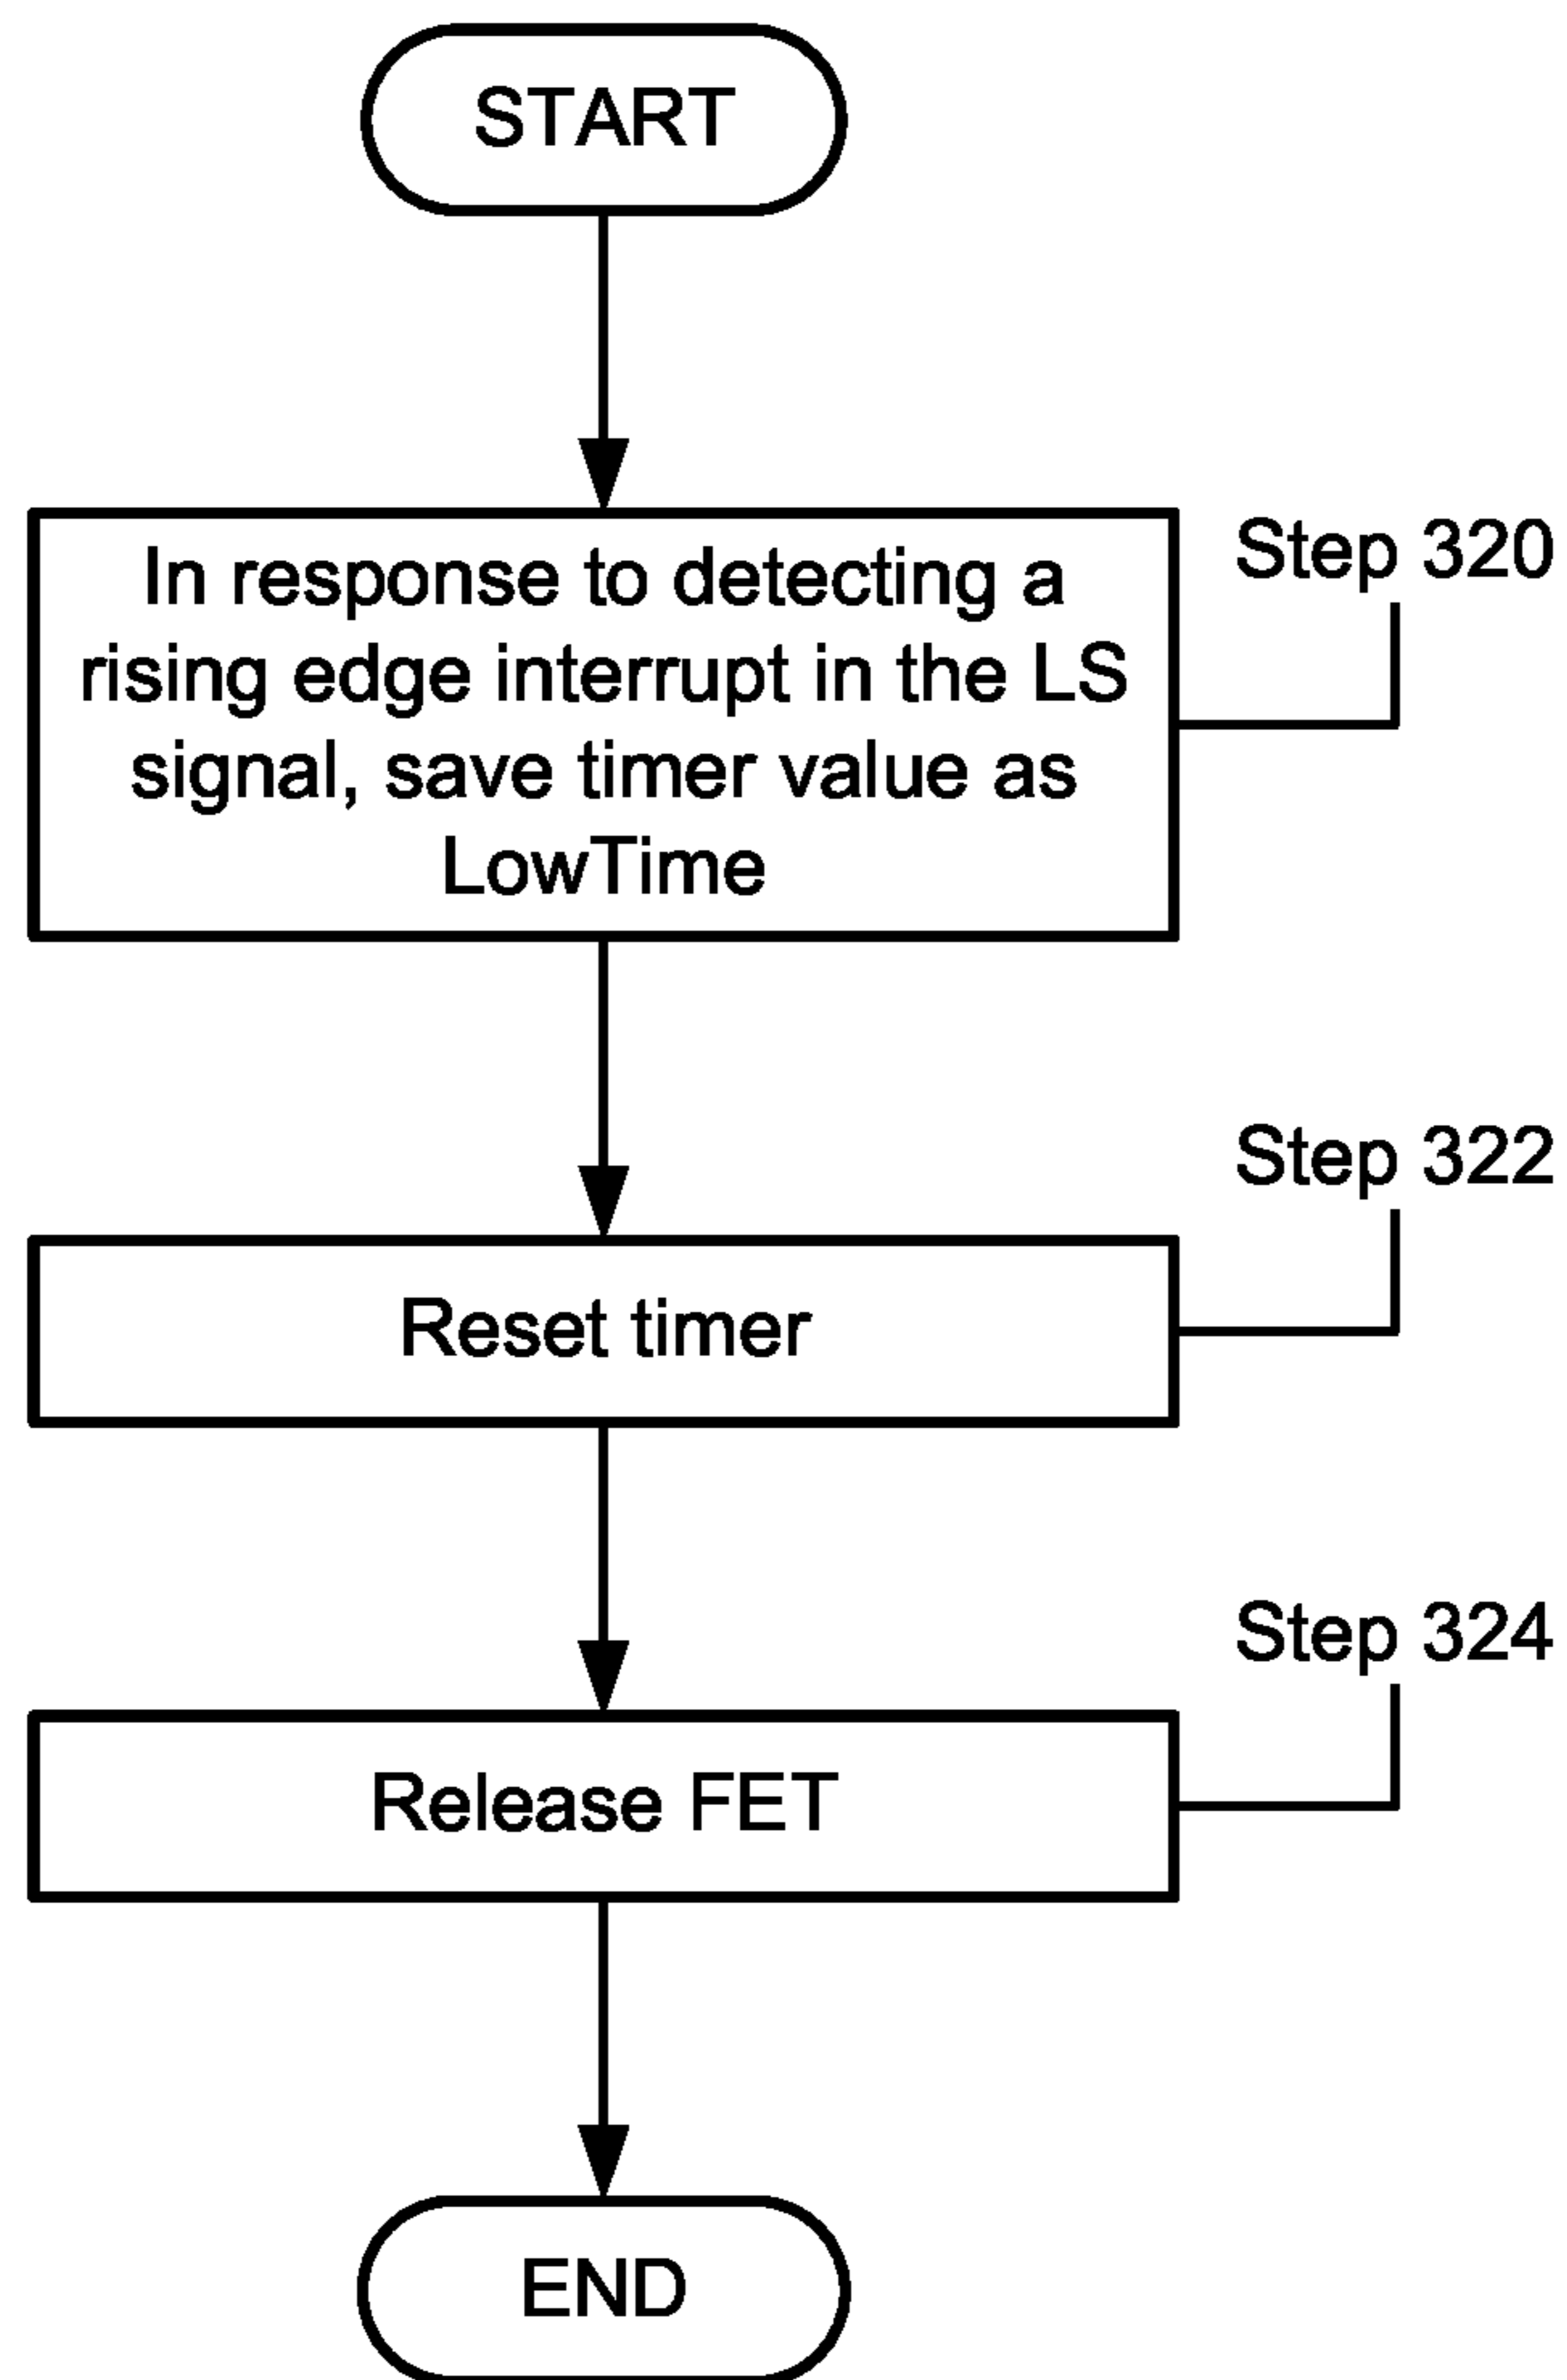 START
In response to detecting a
rising edge interrupt in the LS
signal, save timer value as
LowTime
Step 320
Reset timer
Step 322
Release FET
Step 324
END